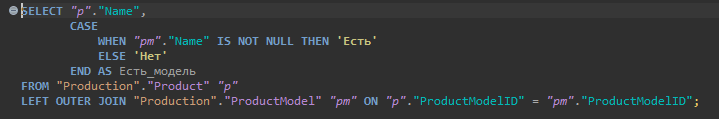 SELECT "p"."Name",
CASE
WHEN "pm"."Name" IS NOT NULL THEN 'Есть'
ELSE 'Нет'
END AS Есть_модель
FROM "Production"."Product" "p"
LEFT OUTER JOIN "Production"."ProductModel" "pm" ON "p"."ProductModelID" = "pm"."ProductModelID";